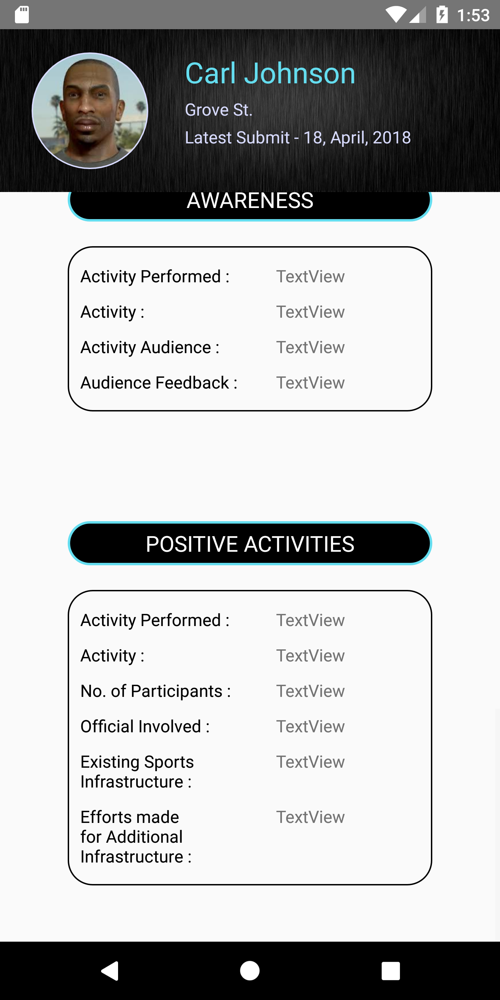 1:53
Carl Johnson
Grove St.
Latest Submit - 18, April, 2018
AWARENESS
Activity Performed : TextView
Activity : TextView
Activity Audience : TextView
Audience Feedback : TextView
POSITIVE ACTIVITIES
Activity Performed : TextView
Activity : TextView
No. of Participants : TextView
Official Involved : TextView
Existing Sports TextView
Infrastructure :
Efforts made TextView
for Additional
Infrastructure :